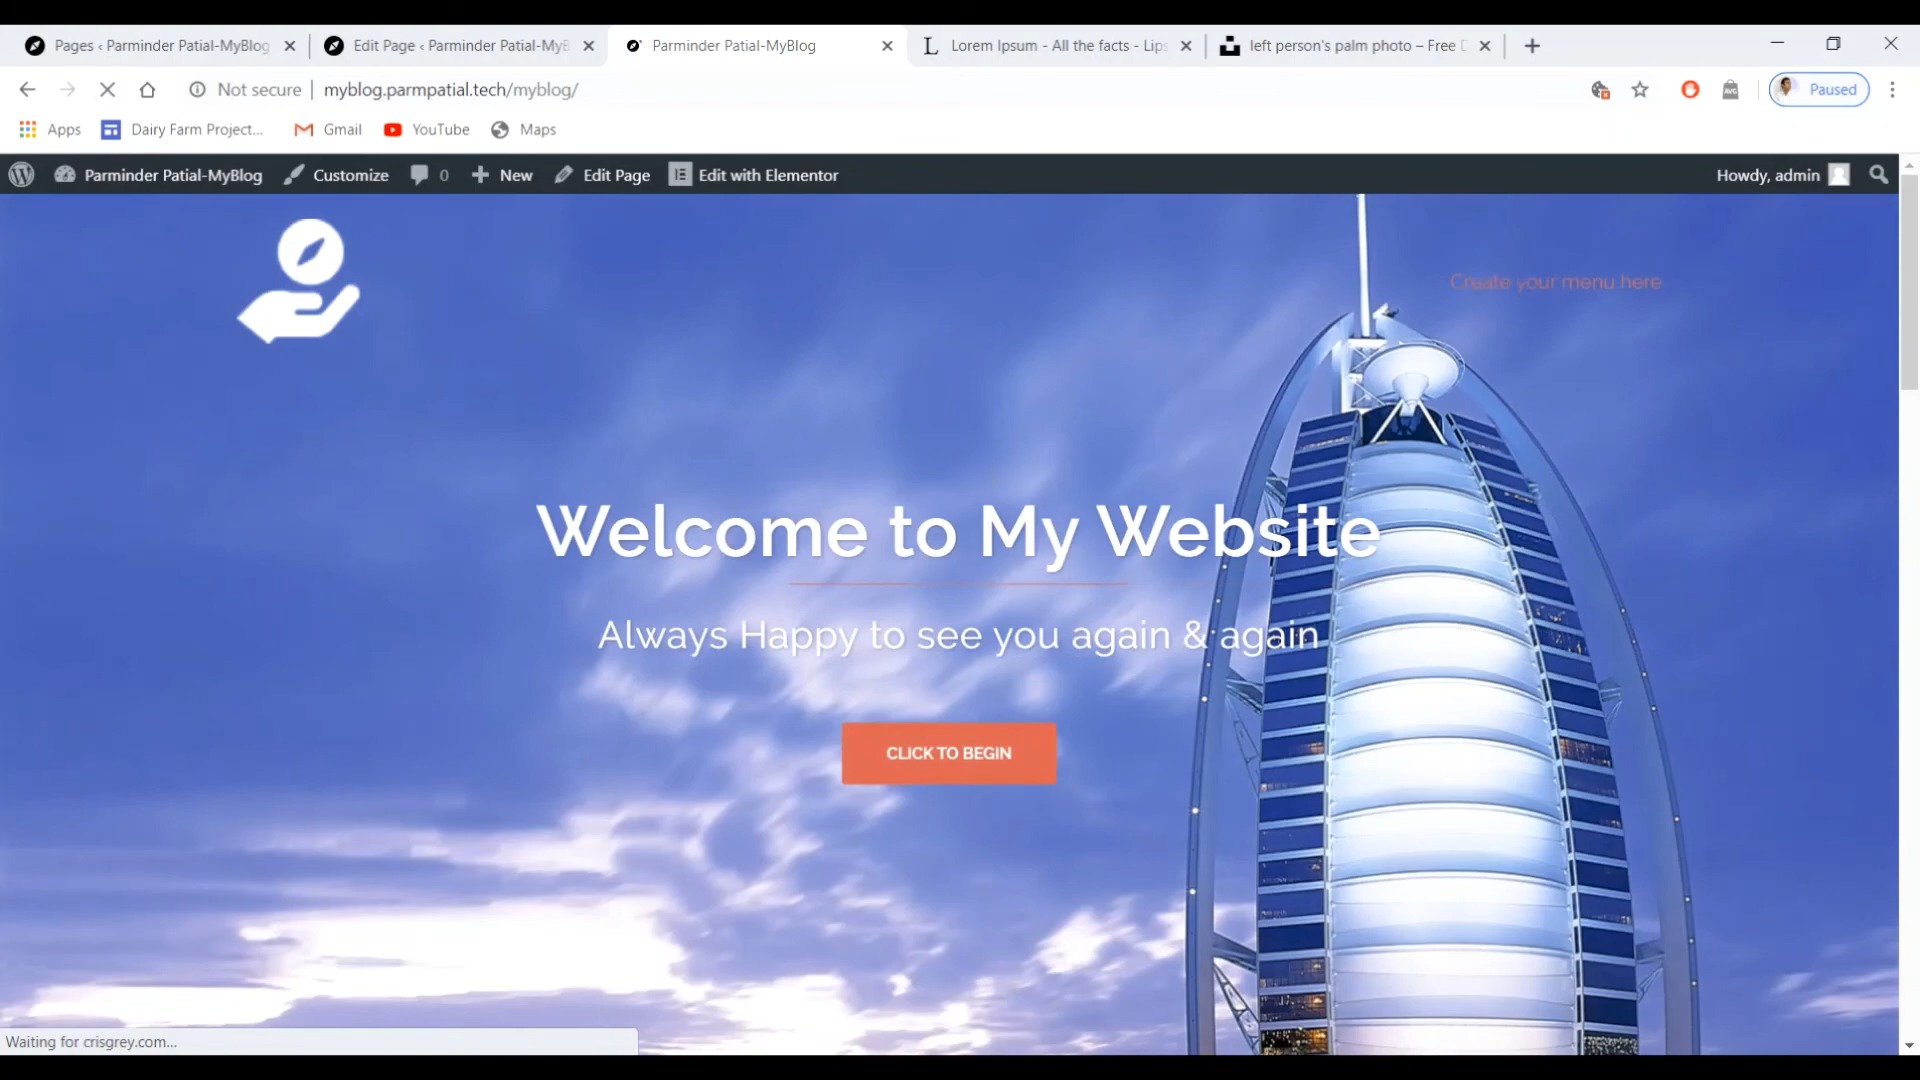 Pages ‹ Parminder Patial-MyBlog
Edit Page ‹ Parminder Patial-MyB
Parminder Patial-MyBlog
Lorem Ipsum - All the facts - Lips
left person's palm photo – Free D
Not secure
myblog.parmpatial.tech/myblog/
AVG
Paused
Apps
Dairy Farm Project...
Gmail
YouTube
Maps
Parminder Patial-MyBlog
Customize
0
New
Edit Page
Edit with Elementor
Howdy, admin
Create your menu here
Welcome to My Website
Always Happy to see you again & again
CLICK TO BEGIN
Waiting for crisgrey.com...